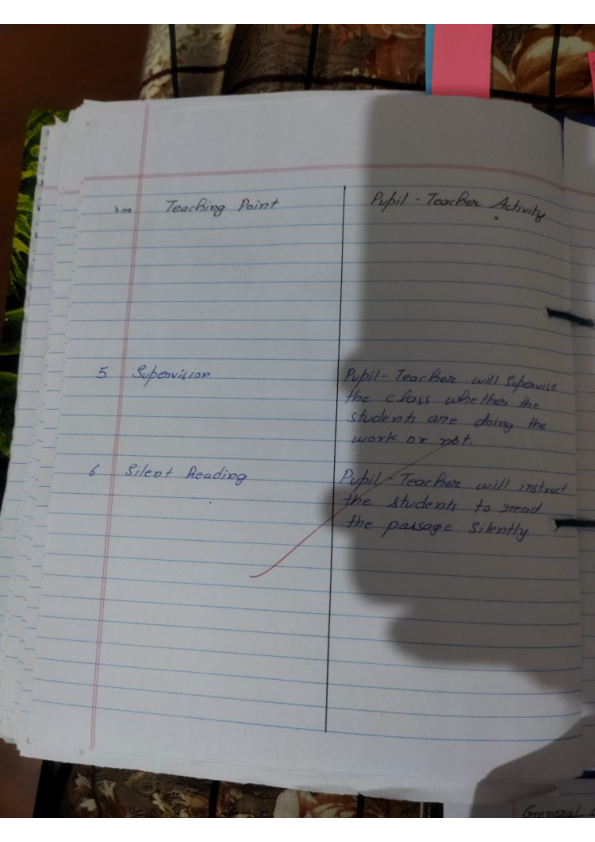 S.no Teaching Point Pupil - Teacher Activity
5 Supervision Pupil - Teacher will supervise
the class whether the
students are doing the
work or not.
6 Silent Reading Pupil - Teacher will instruct
the students to read
the passage silently.
General